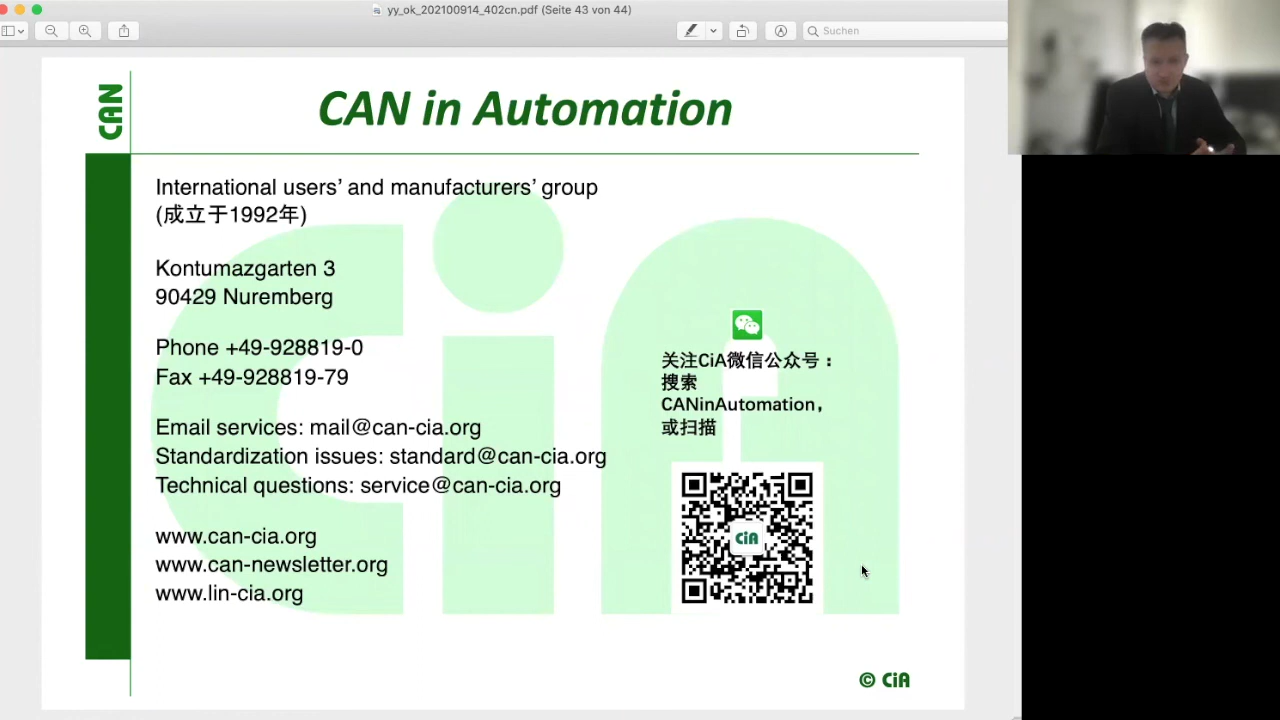 yy_ok_202100914_402cn.pdf (Seite 43 von 44)
Suchen
CAN
CAN in Automation
International users’ and manufacturers’ group
(成立于1992年)
Kontumazgarten 3
90429 Nuremberg
Phone +49-928819-0
Fax +49-928819-79
Email services: mail@can-cia.org
Standardization issues: standard@can-cia.org
Technical questions: service@can-cia.org
www.can-cia.org
www.can-newsletter.org
www.lin-cia.org
关注CiA微信公众号：
搜索
CANinAutomation，
或扫描
CiA
CiA
© CiA